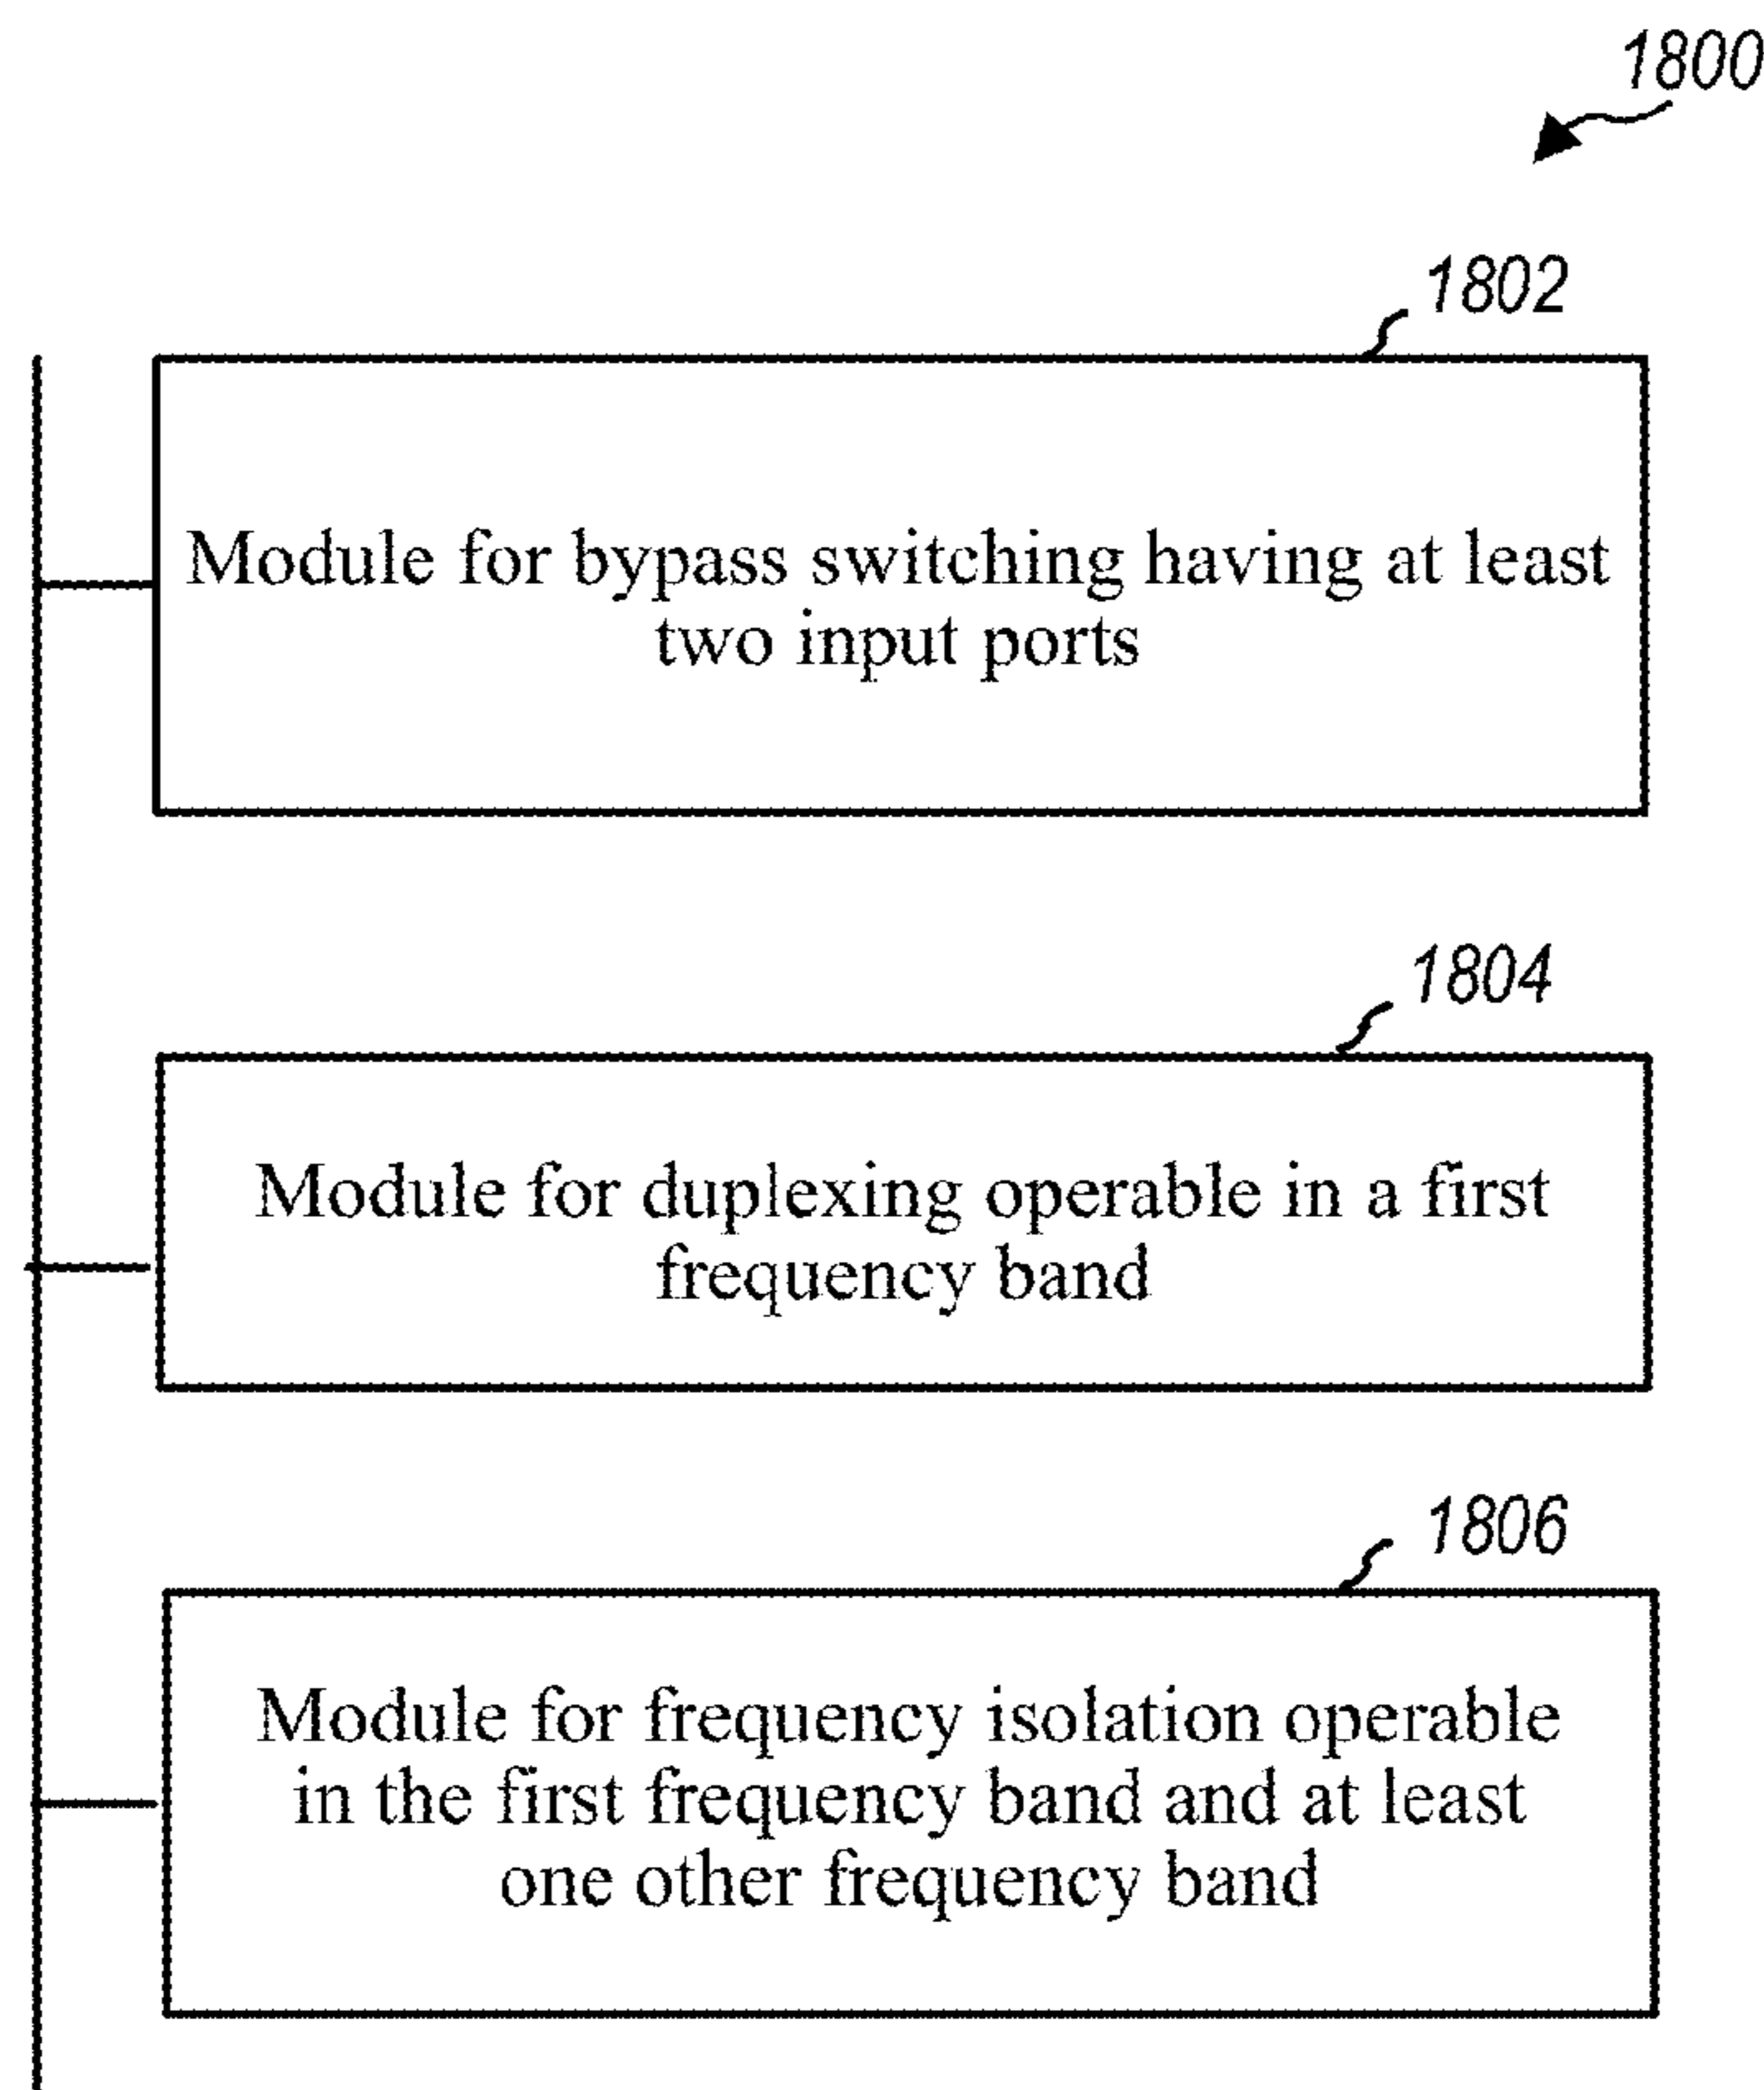 1800
1802
Module for bypass switching having at least
two input ports
1804
Module for duplexing operable in a first
frequency band
1806
Module for frequency isolation operable
in the first frequency band and at least
one other frequency band